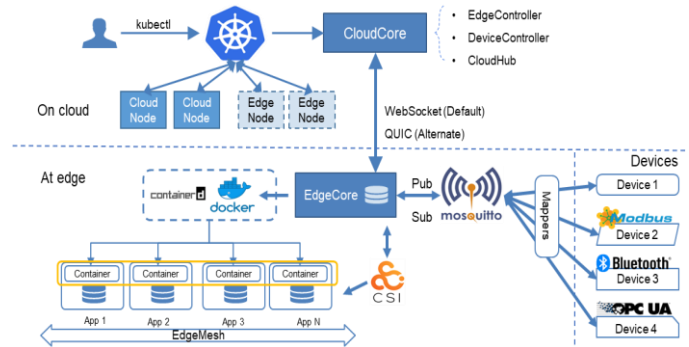 kubectl
CloudCore
• EdgeController
• DeviceController
• CloudHub
Cloud Node
Cloud Node
Edge Node
Edge Node
On cloud
WebSocket (Default)
QUIC (Alternate)
At edge
containerd
docker
EdgeCore
Pub
Sub
mosquitto
Mappers
Devices
Device 1
Modbus
Device 2
Bluetooth®
Device 3
OPC UA
Device 4
Container
Container
Container
Container
CSI
App 1
App 2
App 3
App N
EdgeMesh